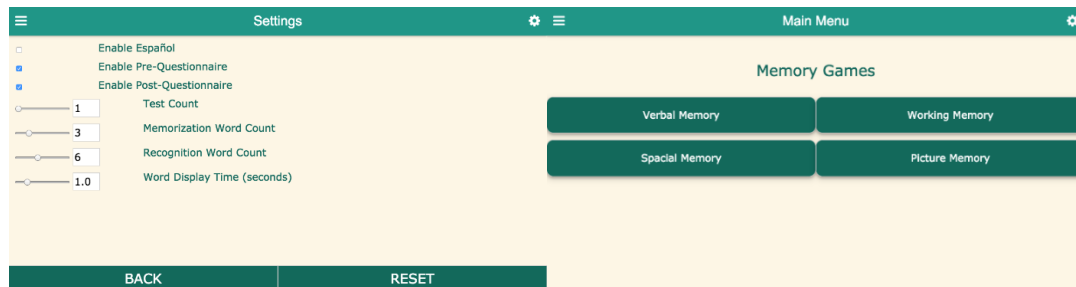 Settings
Enable Español
Enable Pre-Questionnaire
Enable Post-Questionnaire
1 Test Count
3 Memorization Word Count
6 Recognition Word Count
1.0 Word Display Time (seconds)
BACK RESET
Main Menu
Memory Games
Verbal Memory Working Memory
Spacial Memory Picture Memory